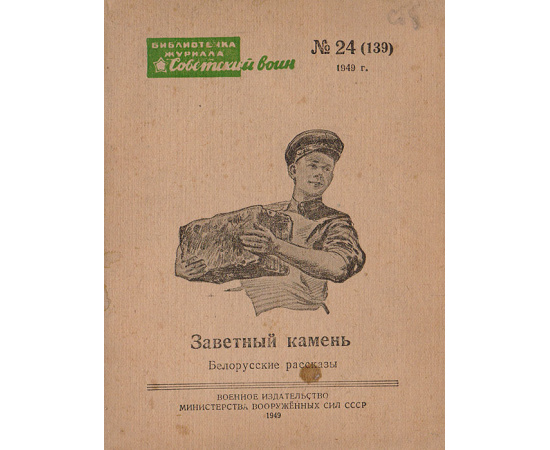 БИБЛИОТЕЧКА
ЖУРНАЛА
Советский воин
№ 24 (139)
1949 г.
Заветный камень
Белорусские рассказы
ВОЕННОЕ ИЗДАТЕЛЬСТВО
МИНИСТЕРСТВА ВООРУЖЁННЫХ СИЛ СССР
1949